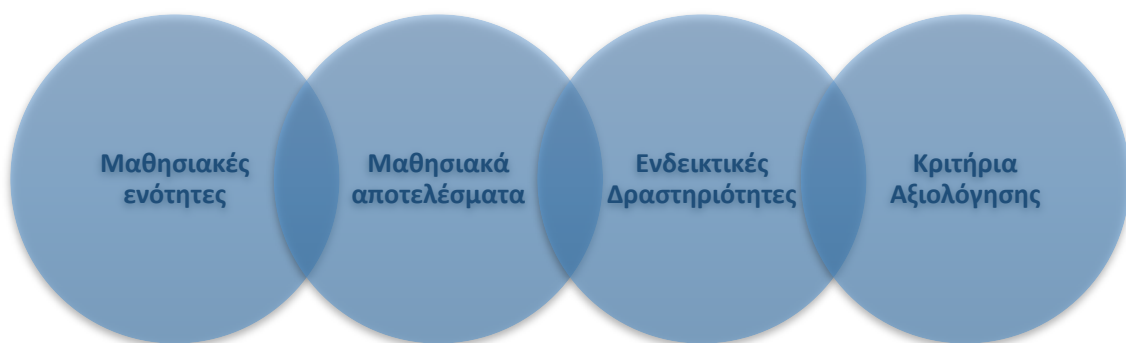 Μαθησιακές
ενότητες
Μαθησιακά
αποτελέσματα
Ενδεικτικές
Δραστηριότητες
Κριτήρια
Αξιολόγησης